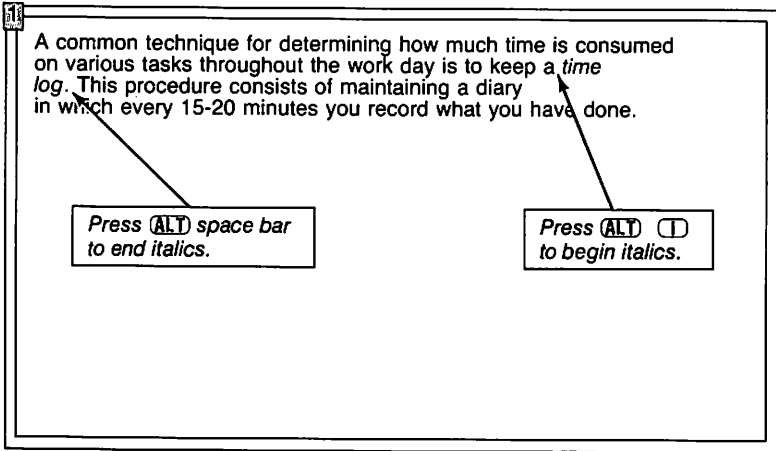 1
A common technique for determining how much time is consumed
on various tasks throughout the work day is to keep a time
log. This procedure consists of maintaining a diary
in which every 15-20 minutes you record what you have done.
Press ALT space bar
to end italics.
Press ALT I
to begin italics.